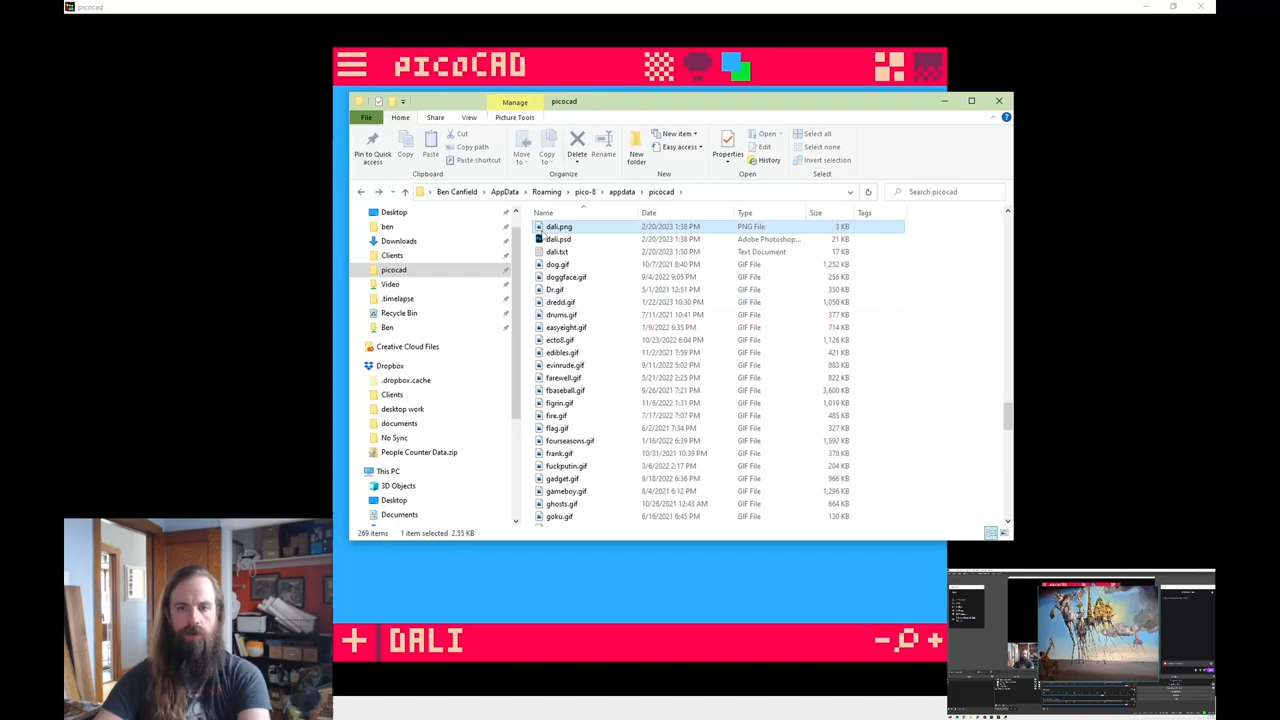 picocad
picoCAD
Manage
picocad
File
Home
Share
View
Picture Tools
Pin to Quick access
Copy
Paste
Cut
Copy path
Paste shortcut
Clipboard
Move to
Copy to
Delete
Rename
Organize
New folder
New item
Easy access
New
Properties
Open
Edit
History
Open
Select all
Select none
Invert selection
Select
Ben Canfield
AppData
Roaming
pico-8
appdata
picocad
Search picocad
Desktop
ben
Downloads
Clients
picocad
Video
.timelapse
Recycle Bin
Ben
Creative Cloud Files
Dropbox
.dropbox.cache
Clients
desktop work
documents
No Sync
People Counter Data.zip
This PC
3D Objects
Desktop
Documents
Name Date Type Size Tags
dali.png 2/20/2023 1:38 PM PNG File 3 KB
dali.psd 2/20/2023 1:38 PM Adobe Photoshop... 21 KB
dali.txt 2/20/2023 1:38 PM Text Document 17 KB
dog.gif 10/7/2021 8:40 PM GIF File 1,252 KB
doggface.gif 9/4/2022 9:05 PM GIF File 656 KB
Dr.gif 5/1/2021 12:51 PM GIF File 350 KB
dredd.gif 1/22/2023 10:30 PM GIF File 1,050 KB
drums.gif 7/11/2021 10:41 PM GIF File 377 KB
easyeight.gif 1/9/2022 6:35 PM GIF File 714 KB
ecto8.gif 10/23/2022 6:04 PM GIF File 1,126 KB
edibles.gif 11/2/2021 7:59 PM GIF File 421 KB
evinrude.gif 9/11/2022 5:02 PM GIF File 883 KB
farewell.gif 5/21/2022 2:25 PM GIF File 822 KB
fbaseball.gif 9/26/2021 7:21 PM GIF File 3,600 KB
figrin.gif 11/6/2022 1:31 PM GIF File 1,019 KB
fire.gif 7/17/2022 7:07 PM GIF File 485 KB
flag.gif 6/2/2021 7:34 PM GIF File 327 KB
fourseasons.gif 1/16/2022 6:39 PM GIF File 1,592 KB
frank.gif 10/31/2021 10:39 PM GIF File 378 KB
fuckputin.gif 3/6/2022 2:17 PM GIF File 204 KB
gadget.gif 9/18/2022 6:36 PM GIF File 966 KB
gameboy.gif 8/4/2021 6:12 PM GIF File 1,296 KB
ghosts.gif 10/26/2021 12:43 AM GIF File 664 KB
goku.gif 6/16/2021 6:45 PM GIF File 130 KB
269 items 1 item selected 2.55 KB
DALI